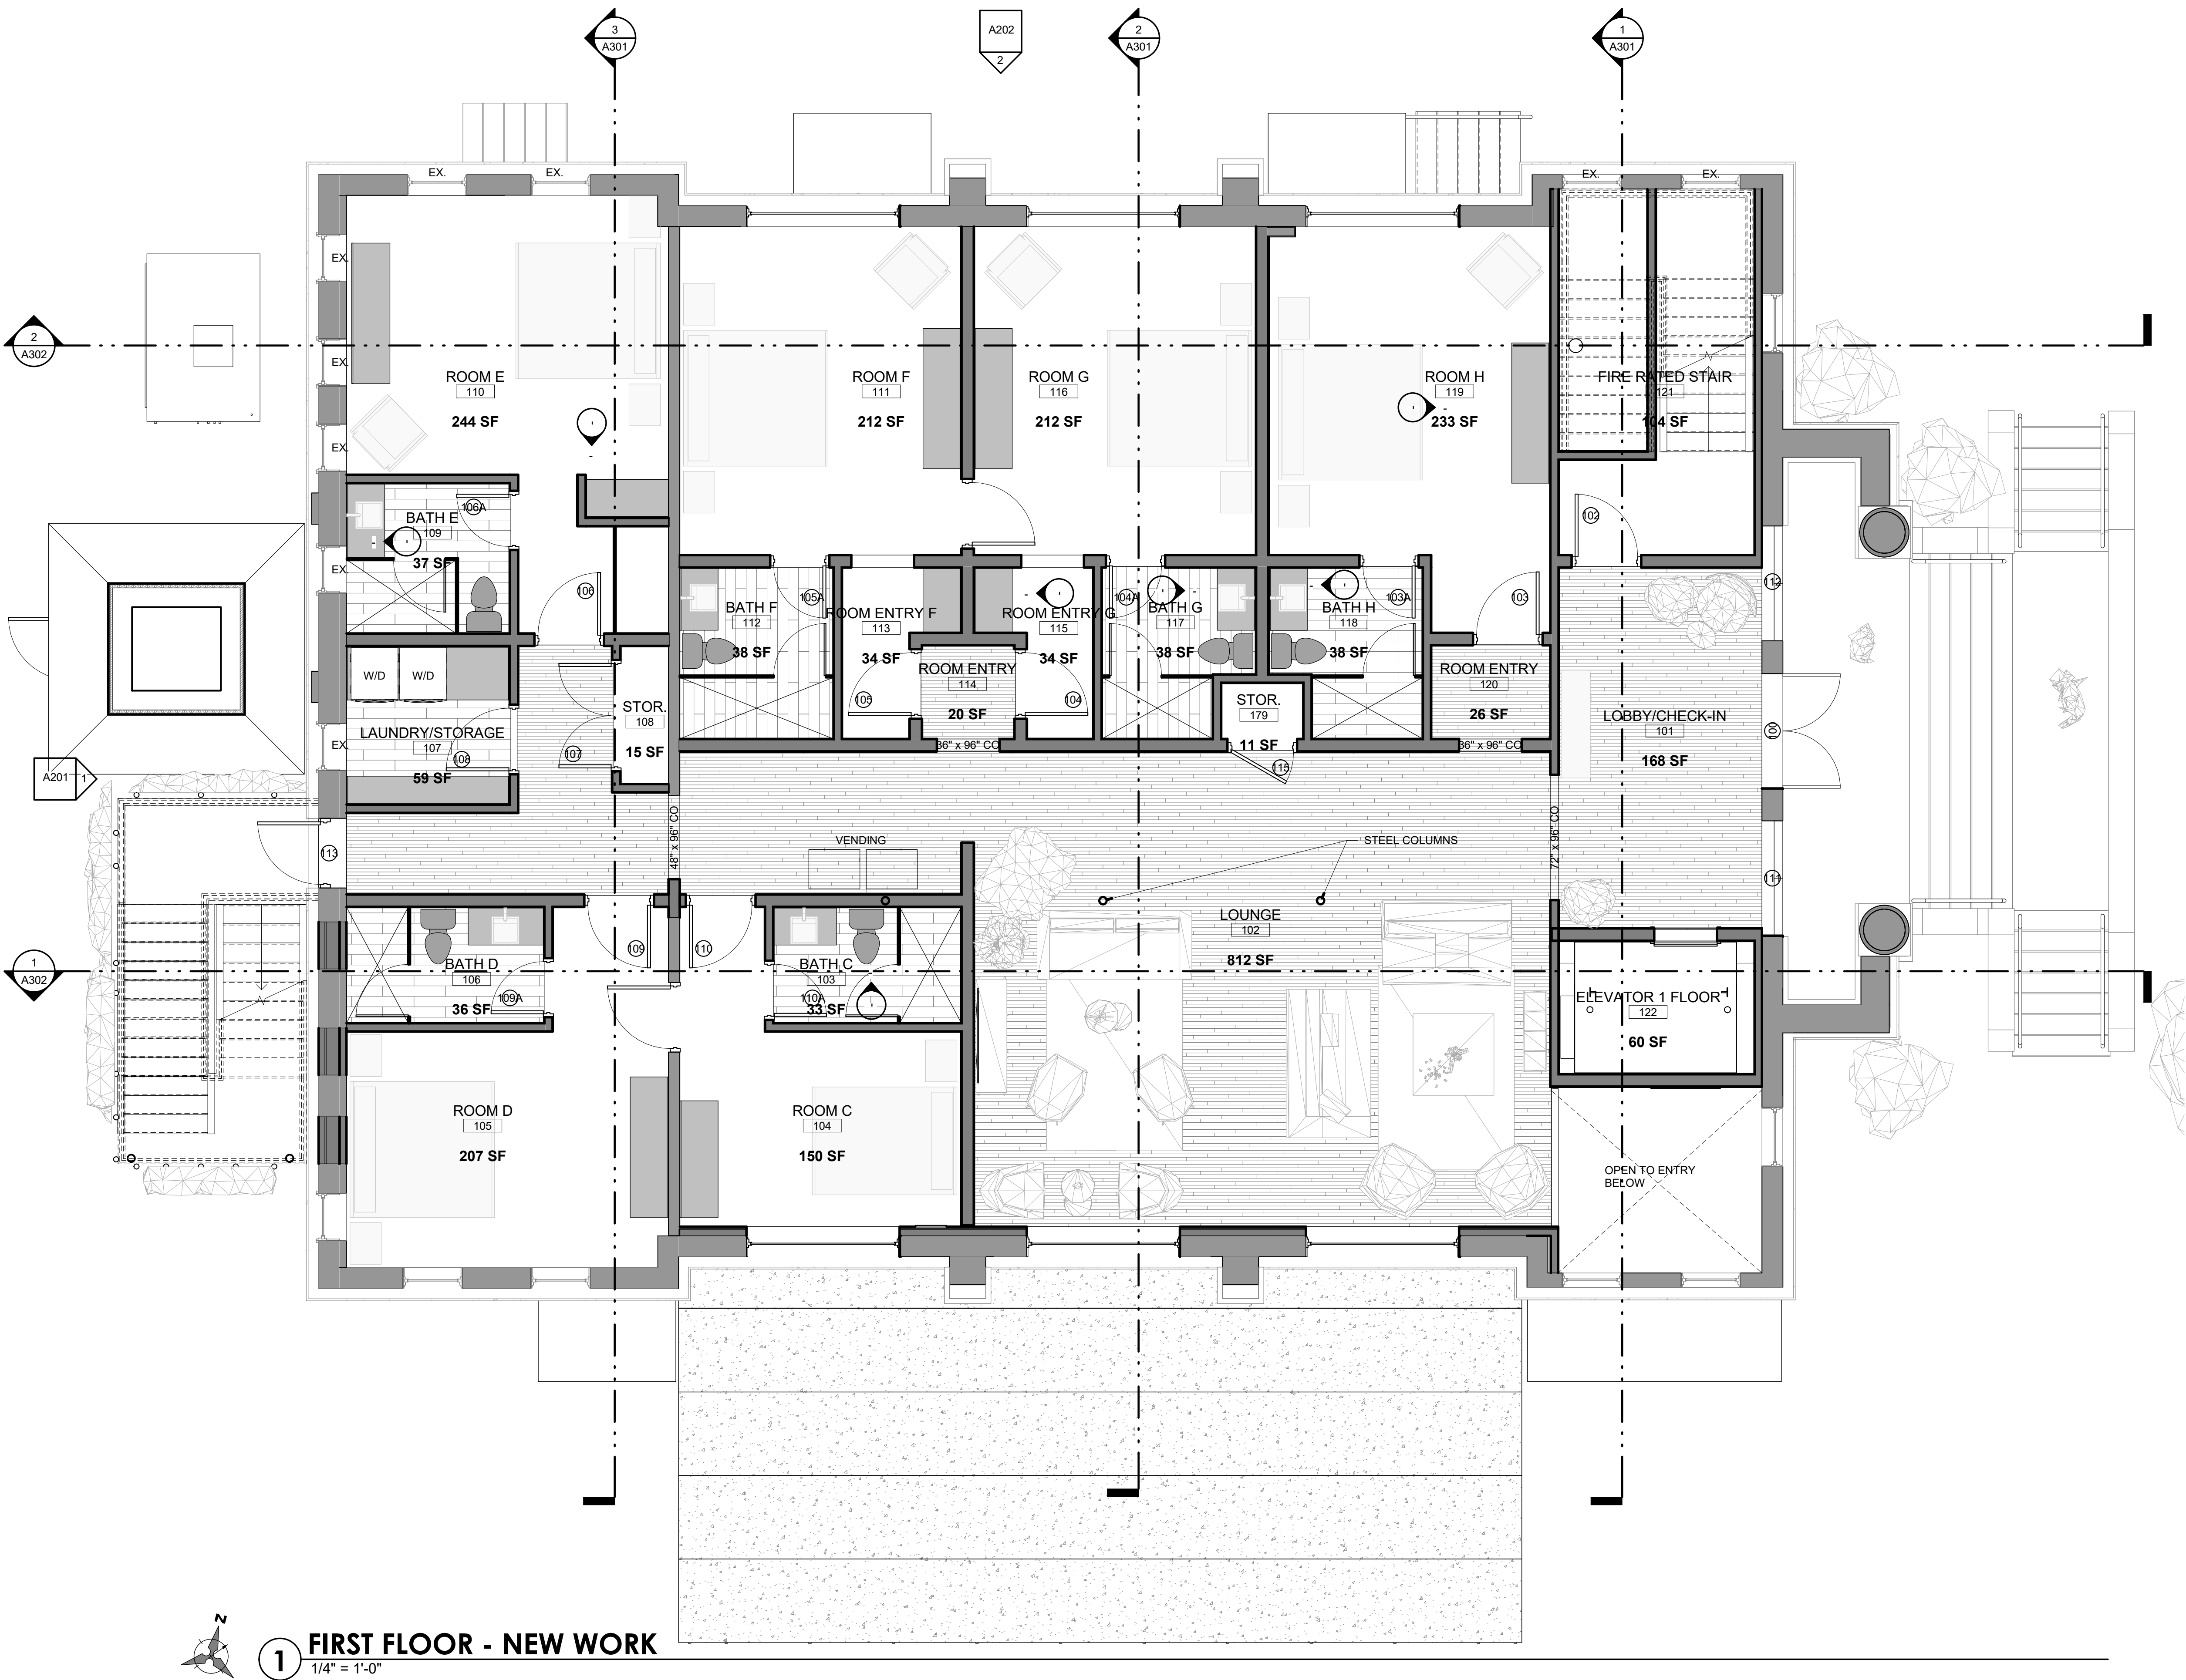 3
A301
A202
2
2
A301
1
A301
EX.
EX.
EX.
EX.
EX.
EX.
EX.
EX.
EX.
2
A302
ROOM E
110
244 SF
ROOM F
111
212 SF
ROOM G
116
212 SF
ROOM H
119
233 SF
FIRE RATED STAIR
121
104 SF
106A
BATH E
109
37 SF
106
102
105A
BATH F
112
38 SF
ROOM ENTRY F
113
34 SF
ROOM ENTRY G
115
34 SF
104A
BATH G
117
38 SF
BATH H
118
38 SF
103A
103
112
ROOM ENTRY
114
20 SF
105
104
ROOM ENTRY
120
26 SF
W/D
W/D
STOR.
108
15 SF
STOR.
179
11 SF
LAUNDRY/STORAGE
107
59 SF
108
107
36" x 96" CO
36" x 96" CO
115
LOBBY/CHECK-IN
101
168 SF
100
A201
1
113
48" x 96" CO
VENDING
STEEL COLUMNS
72" x 96" CO
111
LOUNGE
102
812 SF
109
110
BATH D
106
36 SF
109A
BATH C
103
33 SF
110A
1
A302
ELEVATOR 1 FLOOR
122
60 SF
ROOM D
105
207 SF
ROOM C
104
150 SF
OPEN TO ENTRY
BELOW
N
1
FIRST FLOOR - NEW WORK
1/4" = 1'-0"